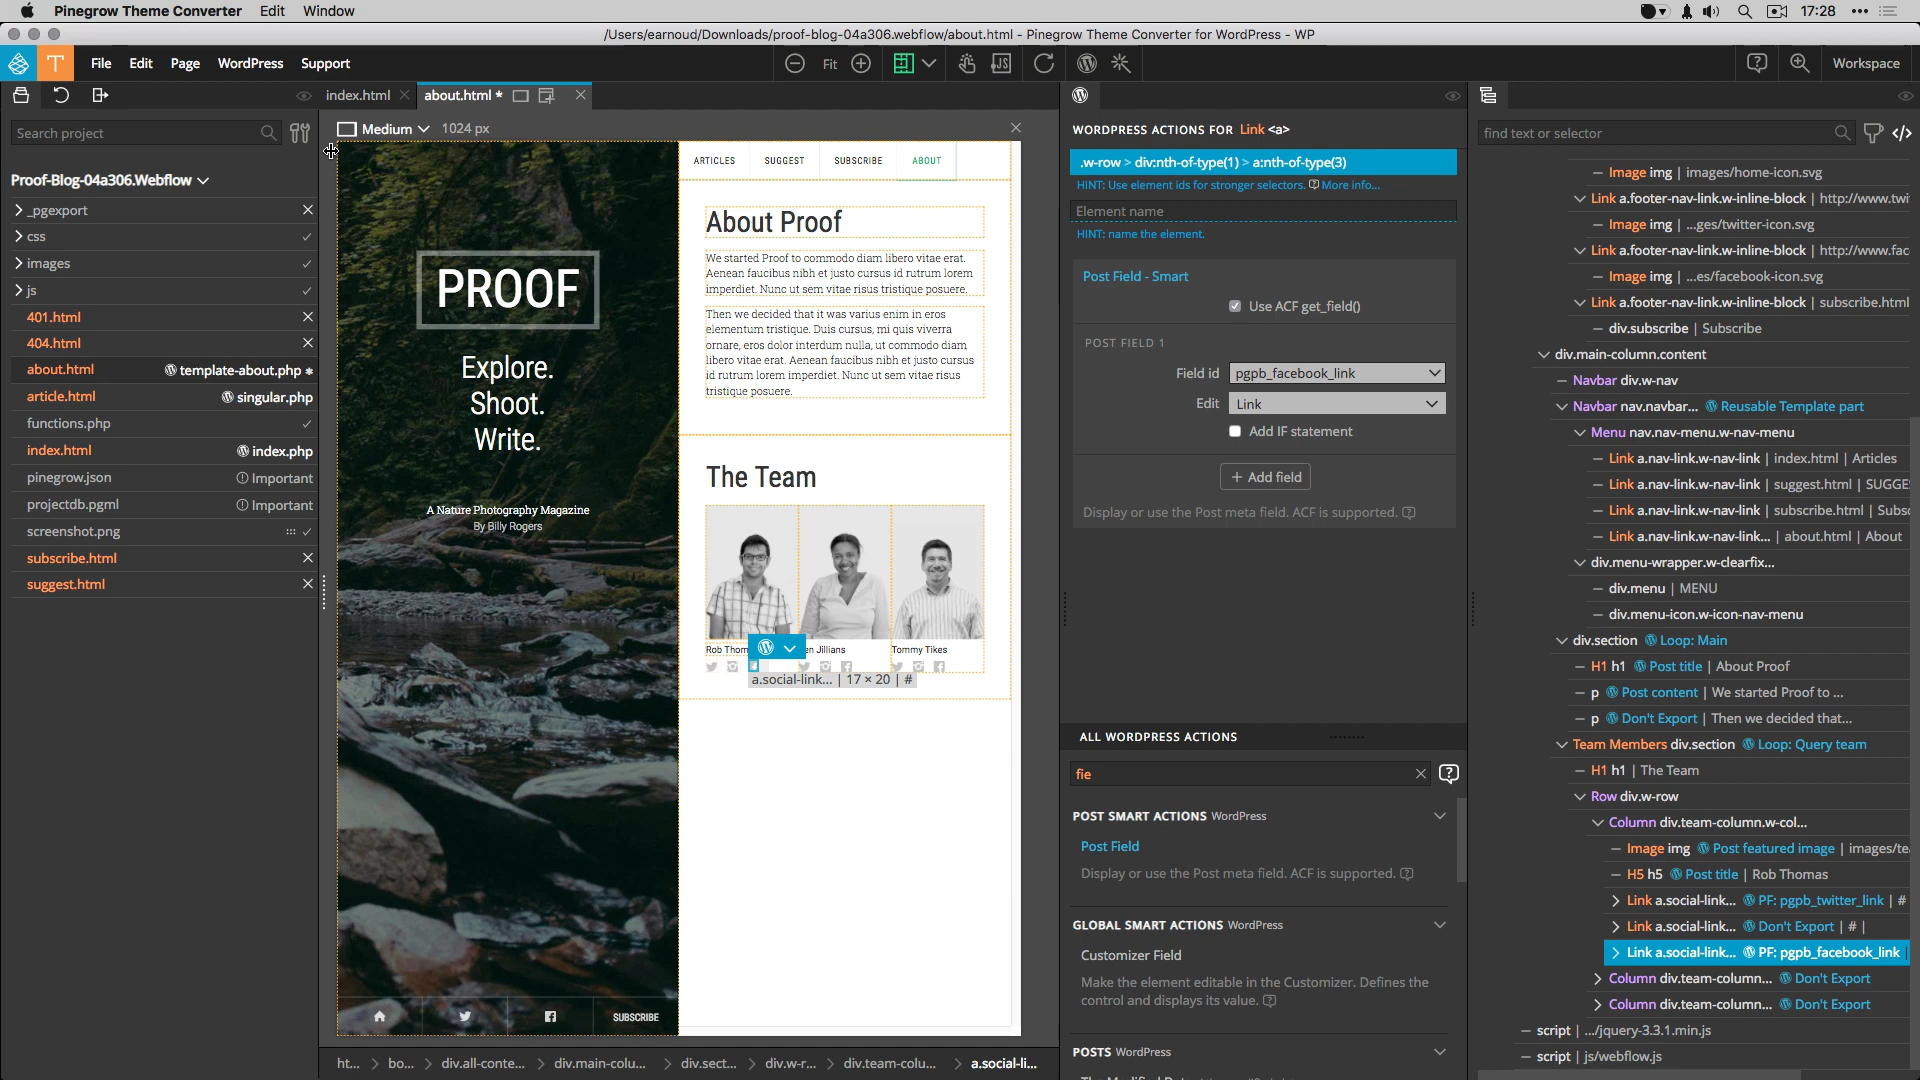 Pinegrow Theme Converter Edit Window 17:28
/Users/earnoud/Downloads/proof-blog-04a306.webflow/about.html - Pinegrow Theme Converter for WordPress - WP
T File Edit Page WordPress Support Fit JS Workspace
index.html about.html *
Search project
Medium 1024 px
Proof-Blog-04a306.Webflow
_pgexport
css
images
js
401.html
404.html
about.html template-about.php *
article.html singular.php
functions.php
index.html index.php
pinegrow.json Important
projectdb.pgml Important
screenshot.png
subscribe.html
suggest.html
PROOF
Explore.
Shoot.
Write.
A Nature Photography Magazine
By Billy Rogers
SUBSCRIBE
ARTICLES SUGGEST SUBSCRIBE ABOUT
About Proof
We started Proof to commodo diam libero vitae erat.
Aenean faucibus nibh et justo cursus id rutrum lorem
imperdiet. Nunc ut sem vitae risus tristique posuere.
Then we decided that it was varius enim in eros
elementum tristique. Duis cursus, mi quis viverra
ornare, eros dolor interdum nulla, ut commodo diam
libero vitae erat. Aenean faucibus nibh et justo cursus
id rutrum lorem imperdiet. Nunc ut sem vitae risus
tristique posuere.
The Team
Rob Thom en Jillians Tommy Tikes
a.social-link... | 17 × 20 | #
ht... bo... div.all-conte... div.main-colu... div.sect... div.w-r... div.team-colu... a.social-li...
WORDPRESS ACTIONS FOR Link <a>
.w-row > div:nth-of-type(1) > a:nth-of-type(3)
HINT: Use element ids for stronger selectors. More info...
Element name
HINT: name the element.
Post Field - Smart
Use ACF get_field()
POST FIELD 1
Field id pgpb_facebook_link
Edit Link
Add IF statement
+ Add field
Display or use the Post meta field. ACF is supported.
ALL WORDPRESS ACTIONS
fie
POST SMART ACTIONS WordPress
Post Field
Display or use the Post meta field. ACF is supported.
GLOBAL SMART ACTIONS WordPress
Customizer Field
Make the element editable in the Customizer. Defines the
control and displays its value.
POSTS WordPress
find text or selector
Image img | images/home-icon.svg
Link a.footer-nav-link.w-inline-block | http://www.twi
Image img | ...ges/twitter-icon.svg
Link a.footer-nav-link.w-inline-block | http://www.fac
Image img | ...es/facebook-icon.svg
Link a.footer-nav-link.w-inline-block | subscribe.html
div.subscribe | Subscribe
div.main-column.content
Navbar div.w-nav
Navbar nav.navbar... Reusable Template part
Menu nav.nav-menu.w-nav-menu
Link a.nav-link.w-nav-link | index.html | Articles
Link a.nav-link.w-nav-link | suggest.html | SUGGE
Link a.nav-link.w-nav-link | subscribe.html | Subsc
Link a.nav-link.w-nav-link... | about.html | About
div.menu-wrapper.w-clearfix...
div.menu | MENU
div.menu-icon.w-icon-nav-menu
div.section Loop: Main
H1 h1 Post title | About Proof
p Post content | We started Proof to ...
p Don't Export | Then we decided that...
Team Members div.section Loop: Query team
H1 h1 | The Team
Row div.w-row
Column div.team-column.w-col...
Image img Post featured image | images/te
H5 h5 Post title | Rob Thomas
Link a.social-link... PF: pgpb_twitter_link | #
Link a.social-link... Don't Export | # |
Link a.social-link... PF: pgpb_facebook_link
Column div.team-column... Don't Export
Column div.team-column... Don't Export
script | .../jquery-3.3.1.min.js
script | js/webflow.js